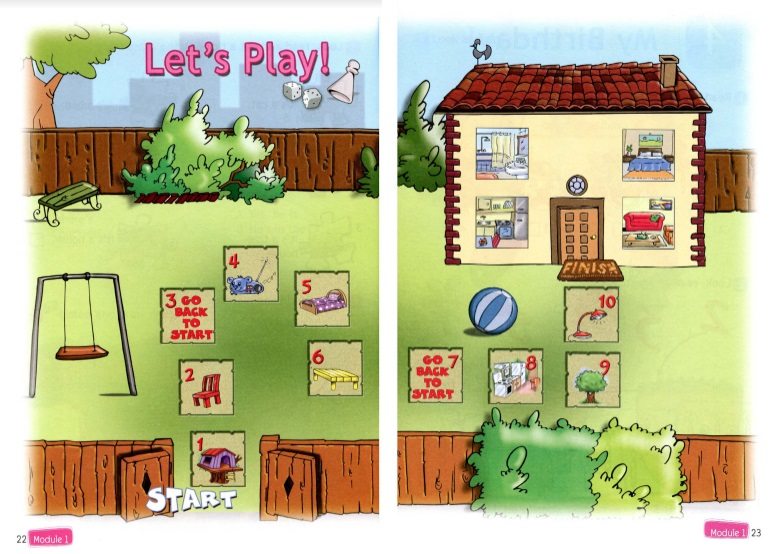 Let's Play!
4
3 GO
BACK
TO
START
5
2
6
1
START
22 Module 1
FINISH
10
GO 7
BACK
TO
START
8
9
Module 1 23